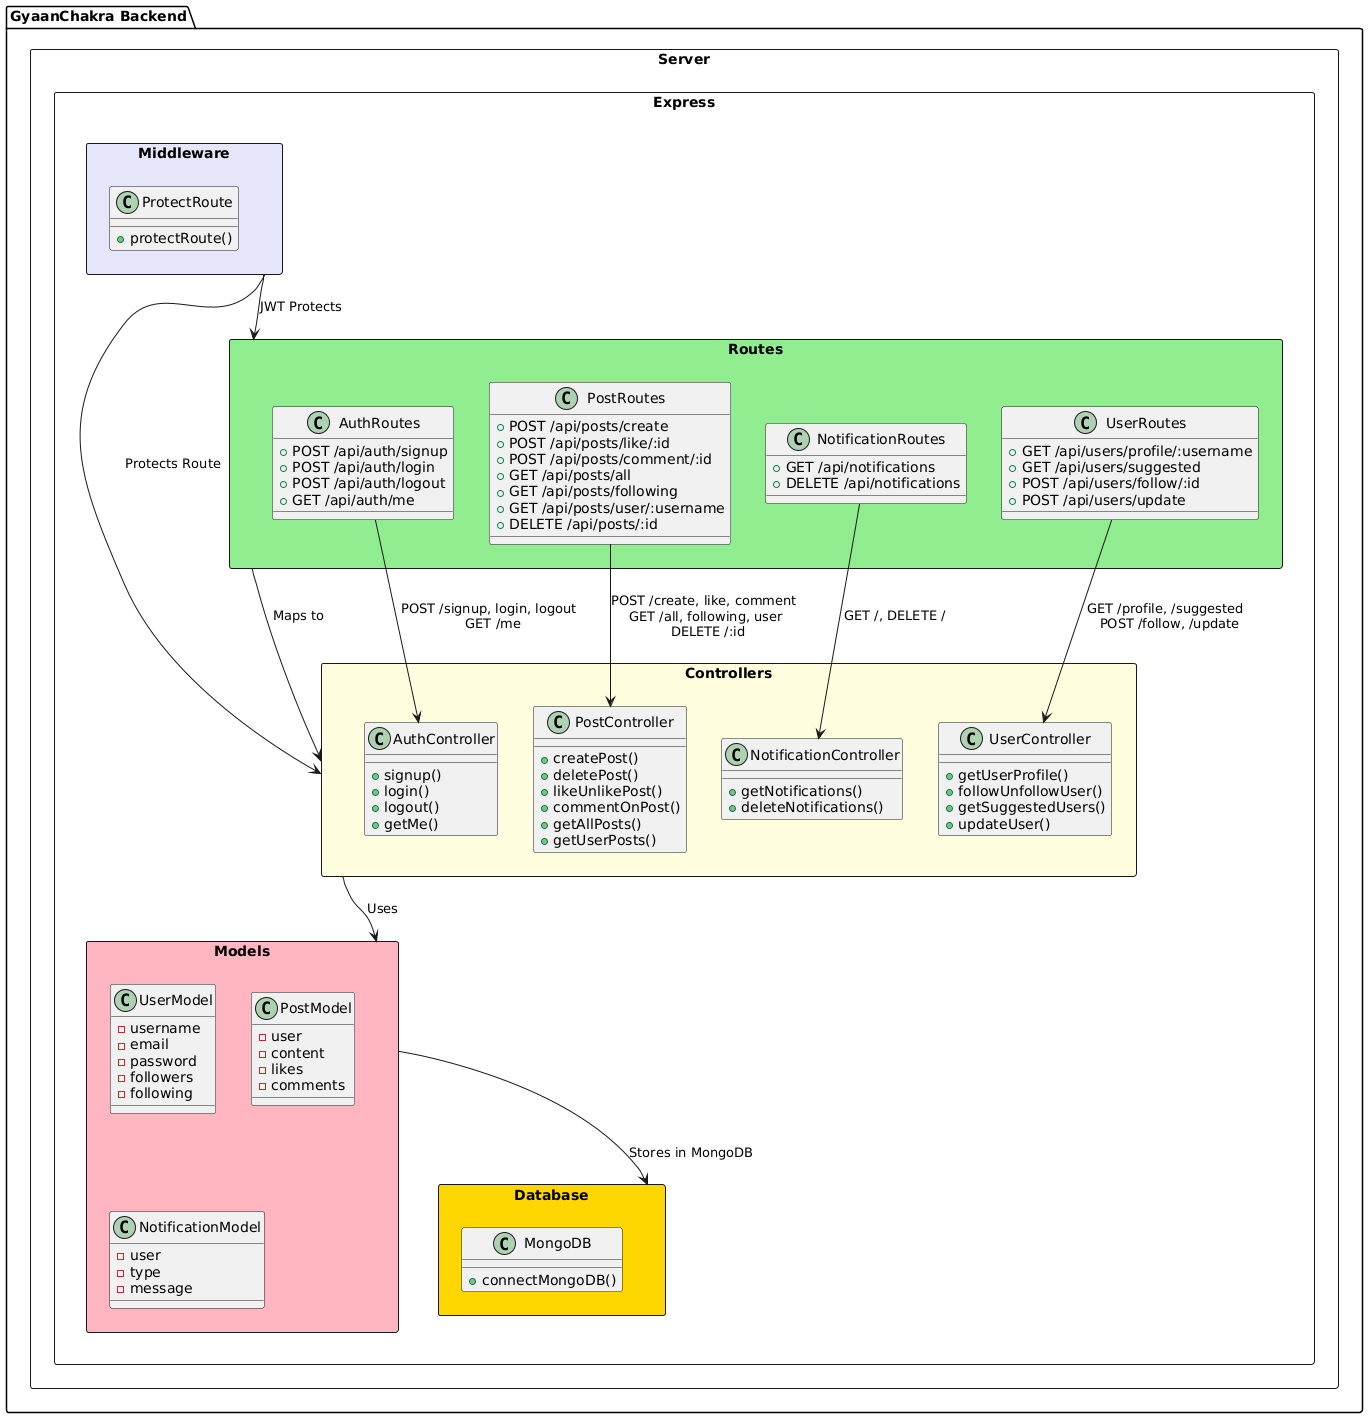 GyaanChakra Backend
Server
Express
Middleware
C ProtectRoute
protectRoute()
JWT Protects
Protects Route
Routes
C AuthRoutes
POST /api/auth/signup
POST /api/auth/login
POST /api/auth/logout
GET /api/auth/me
C PostRoutes
POST /api/posts/create
POST /api/posts/like/:id
POST /api/posts/comment/:id
GET /api/posts/all
GET /api/posts/following
GET /api/posts/user/:username
DELETE /api/posts/:id
C NotificationRoutes
GET /api/notifications
DELETE /api/notifications
C UserRoutes
GET /api/users/profile/:username
GET /api/users/suggested
POST /api/users/follow/:id
POST /api/users/update
Maps to
POST /signup, login, logout
GET /me
POST /create, like, comment
GET /all, following, user
DELETE /:id
GET /, DELETE /
GET /profile, /suggested
POST /follow, /update
Controllers
C AuthController
signup()
login()
logout()
getMe()
C PostController
createPost()
deletePost()
likeUnlikePost()
commentOnPost()
getAllPosts()
getUserPosts()
C NotificationController
getNotifications()
deleteNotifications()
C UserController
getUserProfile()
followUnfollowUser()
getSuggestedUsers()
updateUser()
Uses
Models
C UserModel
username
email
password
followers
following
C PostModel
user
content
likes
comments
C NotificationModel
user
type
message
Stores in MongoDB
Database
C MongoDB
connectMongoDB()